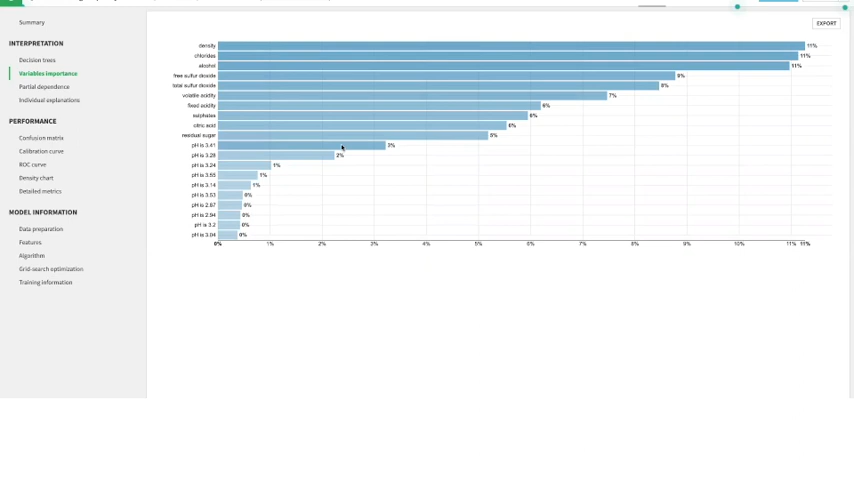 Summary
INTERPRETATION
Decision trees
Variables importance
Partial dependence
Individual explanations
PERFORMANCE
Confusion matrix
Calibration curve
ROC curve
Density chart
Detailed metrics
MODEL INFORMATION
Data preparation
Features
Algorithm
Grid-search optimization
Training information
EXPORT
density 11%
chlorides 11%
alcohol 11%
free sulfur dioxide 9%
total sulfur dioxide 8%
volatile acidity 7%
fixed acidity 6%
sulphates 6%
citric acid 6%
residual sugar 5%
pH is 3.41 3%
pH is 3.28 2%
pH is 3.24 1%
pH is 3.55 1%
pH is 3.14 1%
pH is 3.53 0%
pH is 2.87 0%
pH is 2.94 0%
pH is 3.2 0%
pH is 3.04 0%
0% 1% 2% 3% 4% 5% 6% 7% 8% 9% 10% 11% 11%